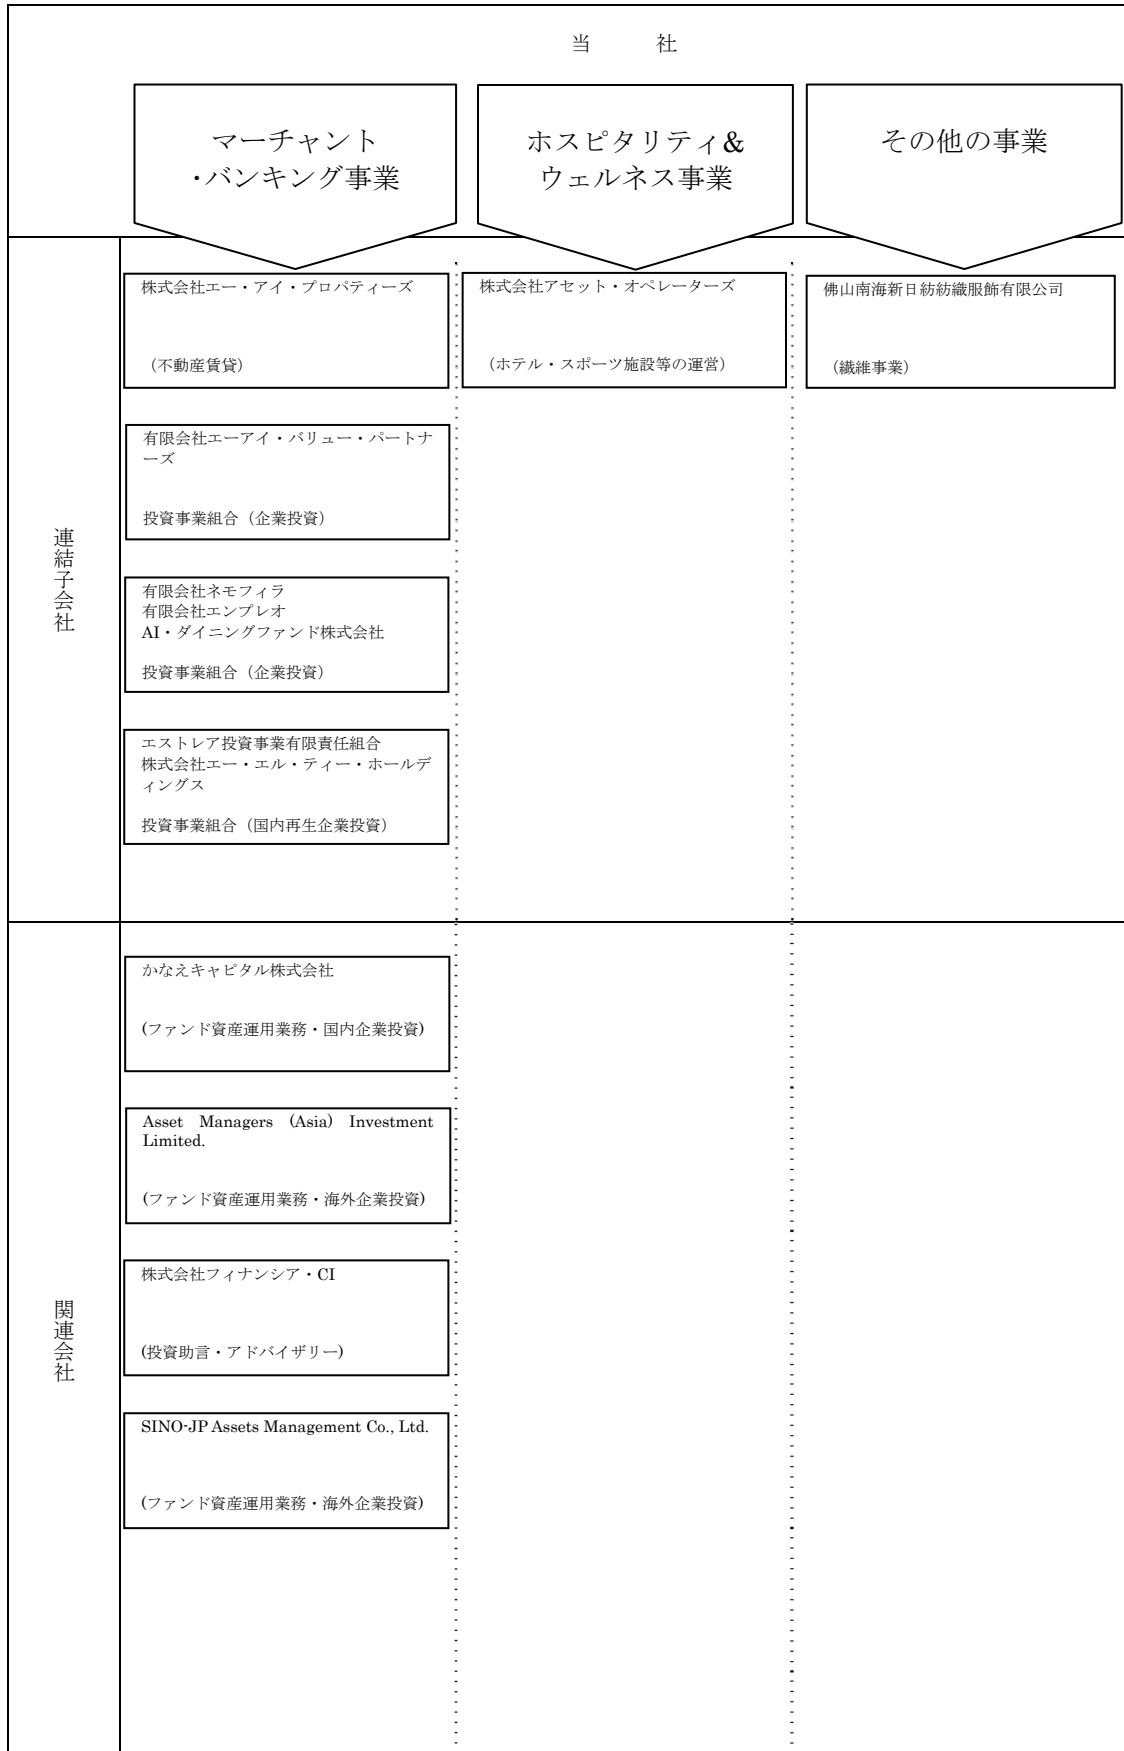 当　　社
マーチャント
・バンキング事業
ホスピタリティ&
ウェルネス事業
その他の事業
連結子会社
株式会社エー・アイ・プロパティーズ
（不動産賃貸）
株式会社アセット・オペレーターズ
（ホテル・スポーツ施設等の運営）
佛山南海新日紡紡織服飾有限公司
（繊維事業）
有限会社エーアイ・バリュー・パートナ
ーズ
投資事業組合（企業投資）
有限会社ネモフィラ
有限会社エンプレオ
AI・ダイニングファンド株式会社
投資事業組合（企業投資）
エストレア投資事業有限責任組合
株式会社エー・エル・ティー・ホールデ
ィングス
投資事業組合（国内再生企業投資）
関連会社
かなえキャピタル株式会社
(ファンド資産運用業務・国内企業投資)
Asset Managers (Asia) Investment
Limited.
(ファンド資産運用業務・海外企業投資)
株式会社フィナンシア・CI
(投資助言・アドバイザリー)
SINO-JP Assets Management Co., Ltd.
(ファンド資産運用業務・海外企業投資)